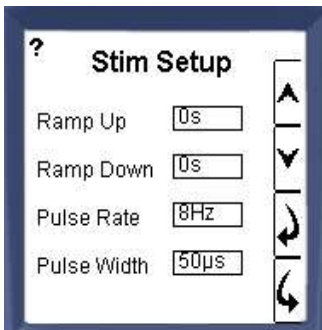 ?
Stim Setup
Ramp Up 0s
Ramp Down 0s
Pulse Rate 8Hz
Pulse Width 50µs